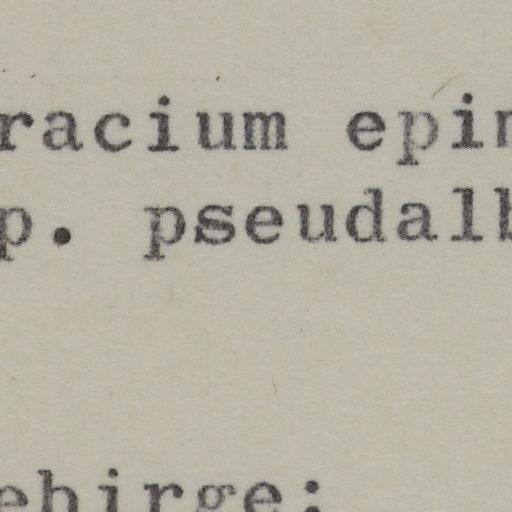 racium epin
p. pseudalb
ebirge: